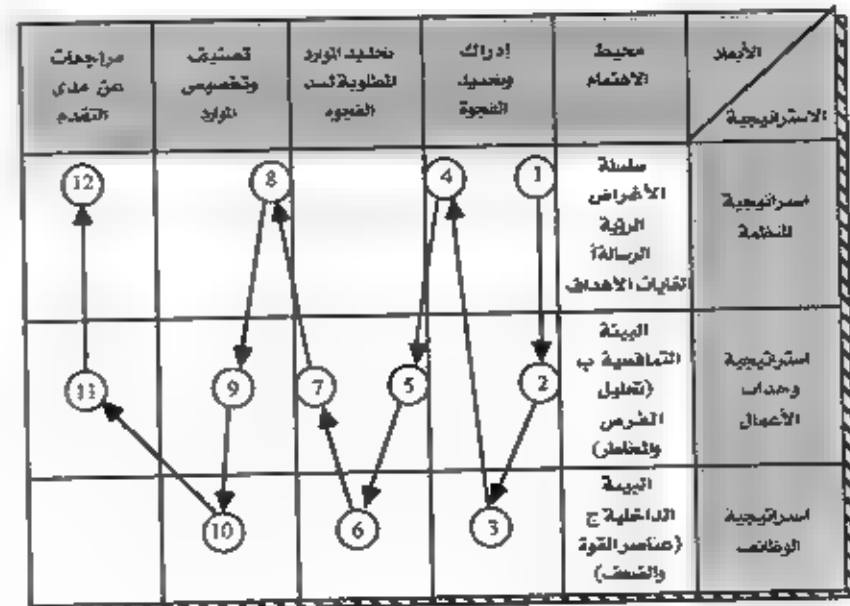 الأبعاد
الاستراتيجية
محيط
الاهتمام
إدراك
وتحديد
الفجوة
تحديد الموارد
المطلوبة لسد
الفجوة
تصنيف
وتخصيص
الموارد
مراجعات
عن مدى
التقدم
استراتيجية
المنظمة
سلسلة
الأغراض
الرؤية
الرسالة أ
الغايات الأهداف
1
4
8
12
استراتيجية
وحدات
الأعمال
البيئة
التنافسية ب
(تحليل
الفرص
والمخاطر)
2
5
7
9
11
استراتيجية
الوظائف
البيئة
الداخلية ج
(عناصر القوة
والضعف)
3
6
10